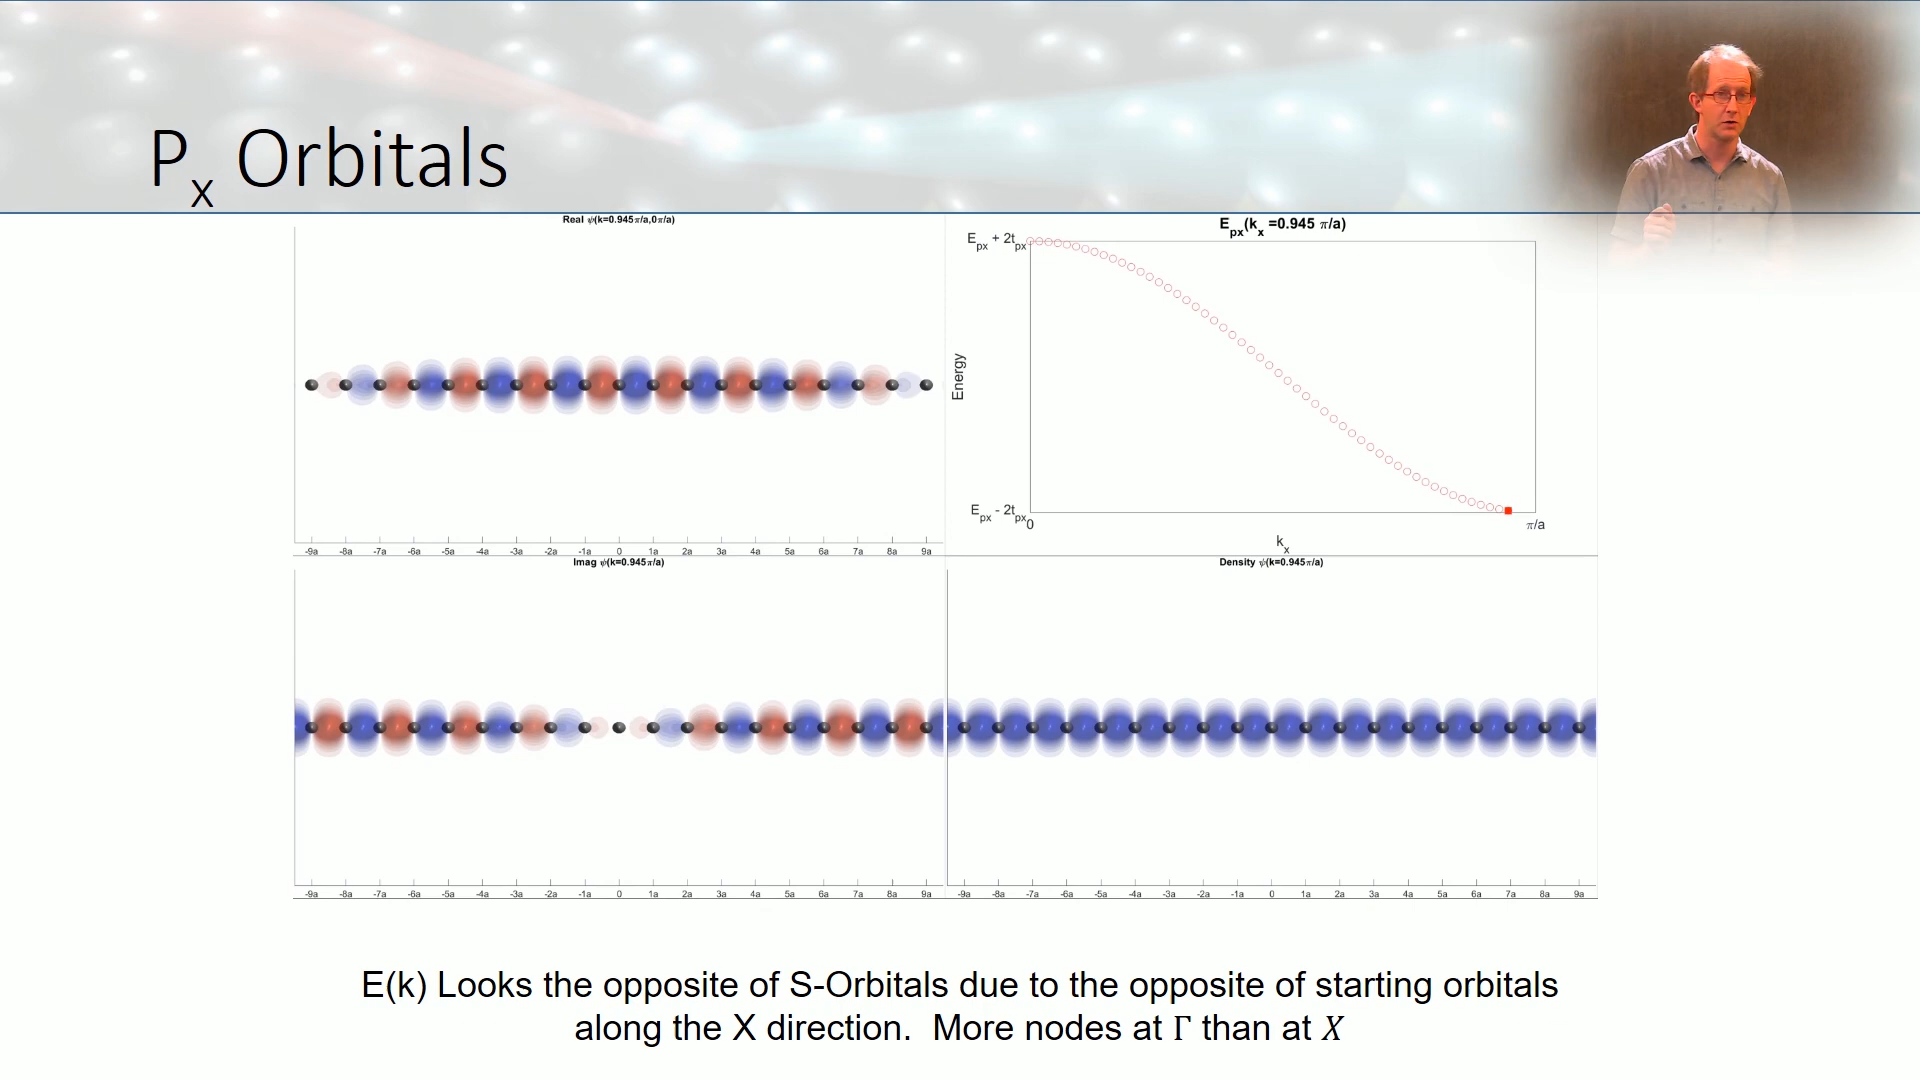 Px Orbitals
Real ψ(k=0.945π/a,0π/a)
-9a -8a -7a -6a -5a -4a -3a -2a -1a 0 1a 2a 3a 4a 5a 6a 7a 8a 9a
Epx(kx =0.945 π/a)
Epx + 2tpx
Energy
Epx - 2tpx
0 π/a
kx
Imag ψ(k=0.945π/a)
-9a -8a -7a -6a -5a -4a -3a -2a -1a 0 1a 2a 3a 4a 5a 6a 7a 8a 9a
Density ψ(k=0.945π/a)
-9a -8a -7a -6a -5a -4a -3a -2a -1a 0 1a 2a 3a 4a 5a 6a 7a 8a 9a
E(k) Looks the opposite of S-Orbitals due to the opposite of starting orbitals
along the X direction. More nodes at Γ than at X